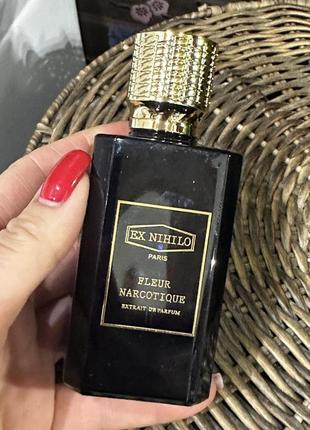 EX NIHILO
PARIS
FLEUR
NARCOTIQUE
EXTRAIT DE PARFUM